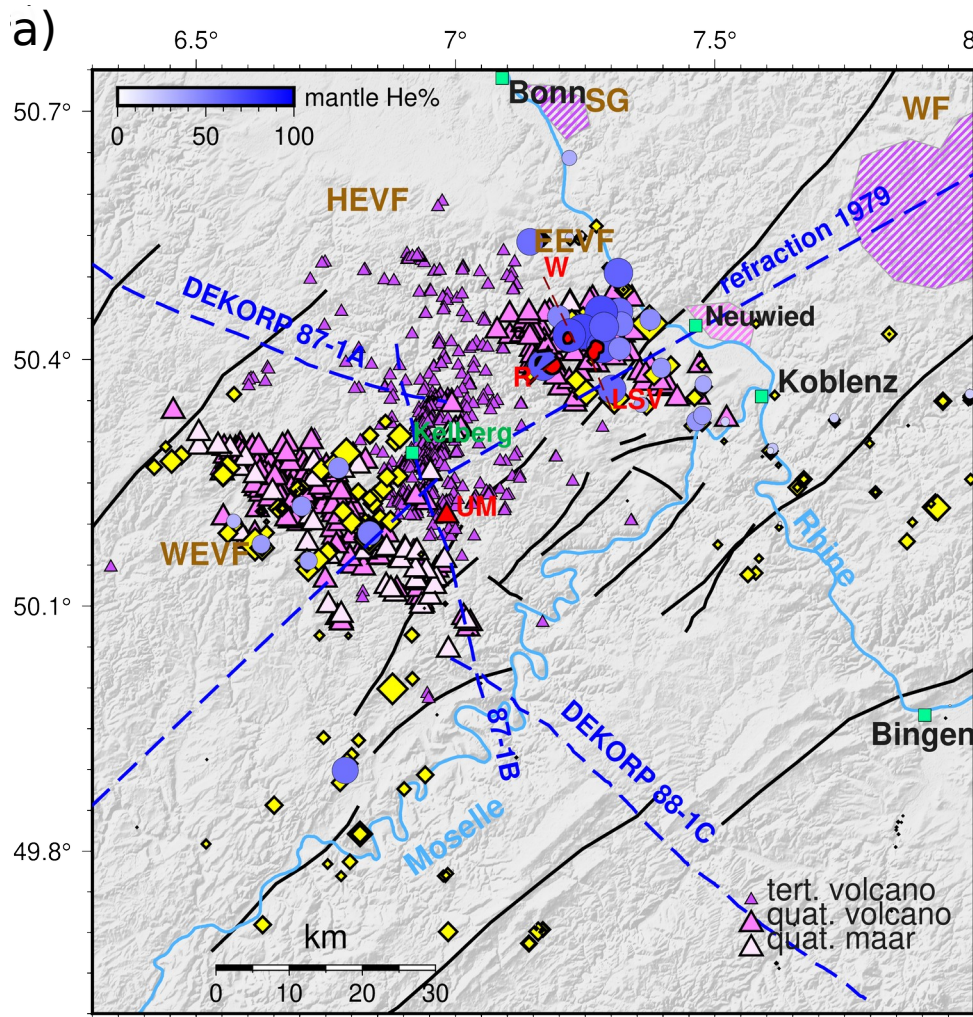 a)
6.5°
7°
7.5°
8
50.7°
50.4°
50.1°
49.8°
mantle He%
0
50
100
Bonn
SG
WF
HEVF
EEVF
W
refraction 1979
DEKORP 87-1A
Neuwied
R
LSV
Koblenz
Kelberg
UM
WEVF
Rhine
87-1B
DEKORP 88-1C
Bingen
Moselle
tert. volcano
quat. volcano
quat. maar
km
0
10
20
30